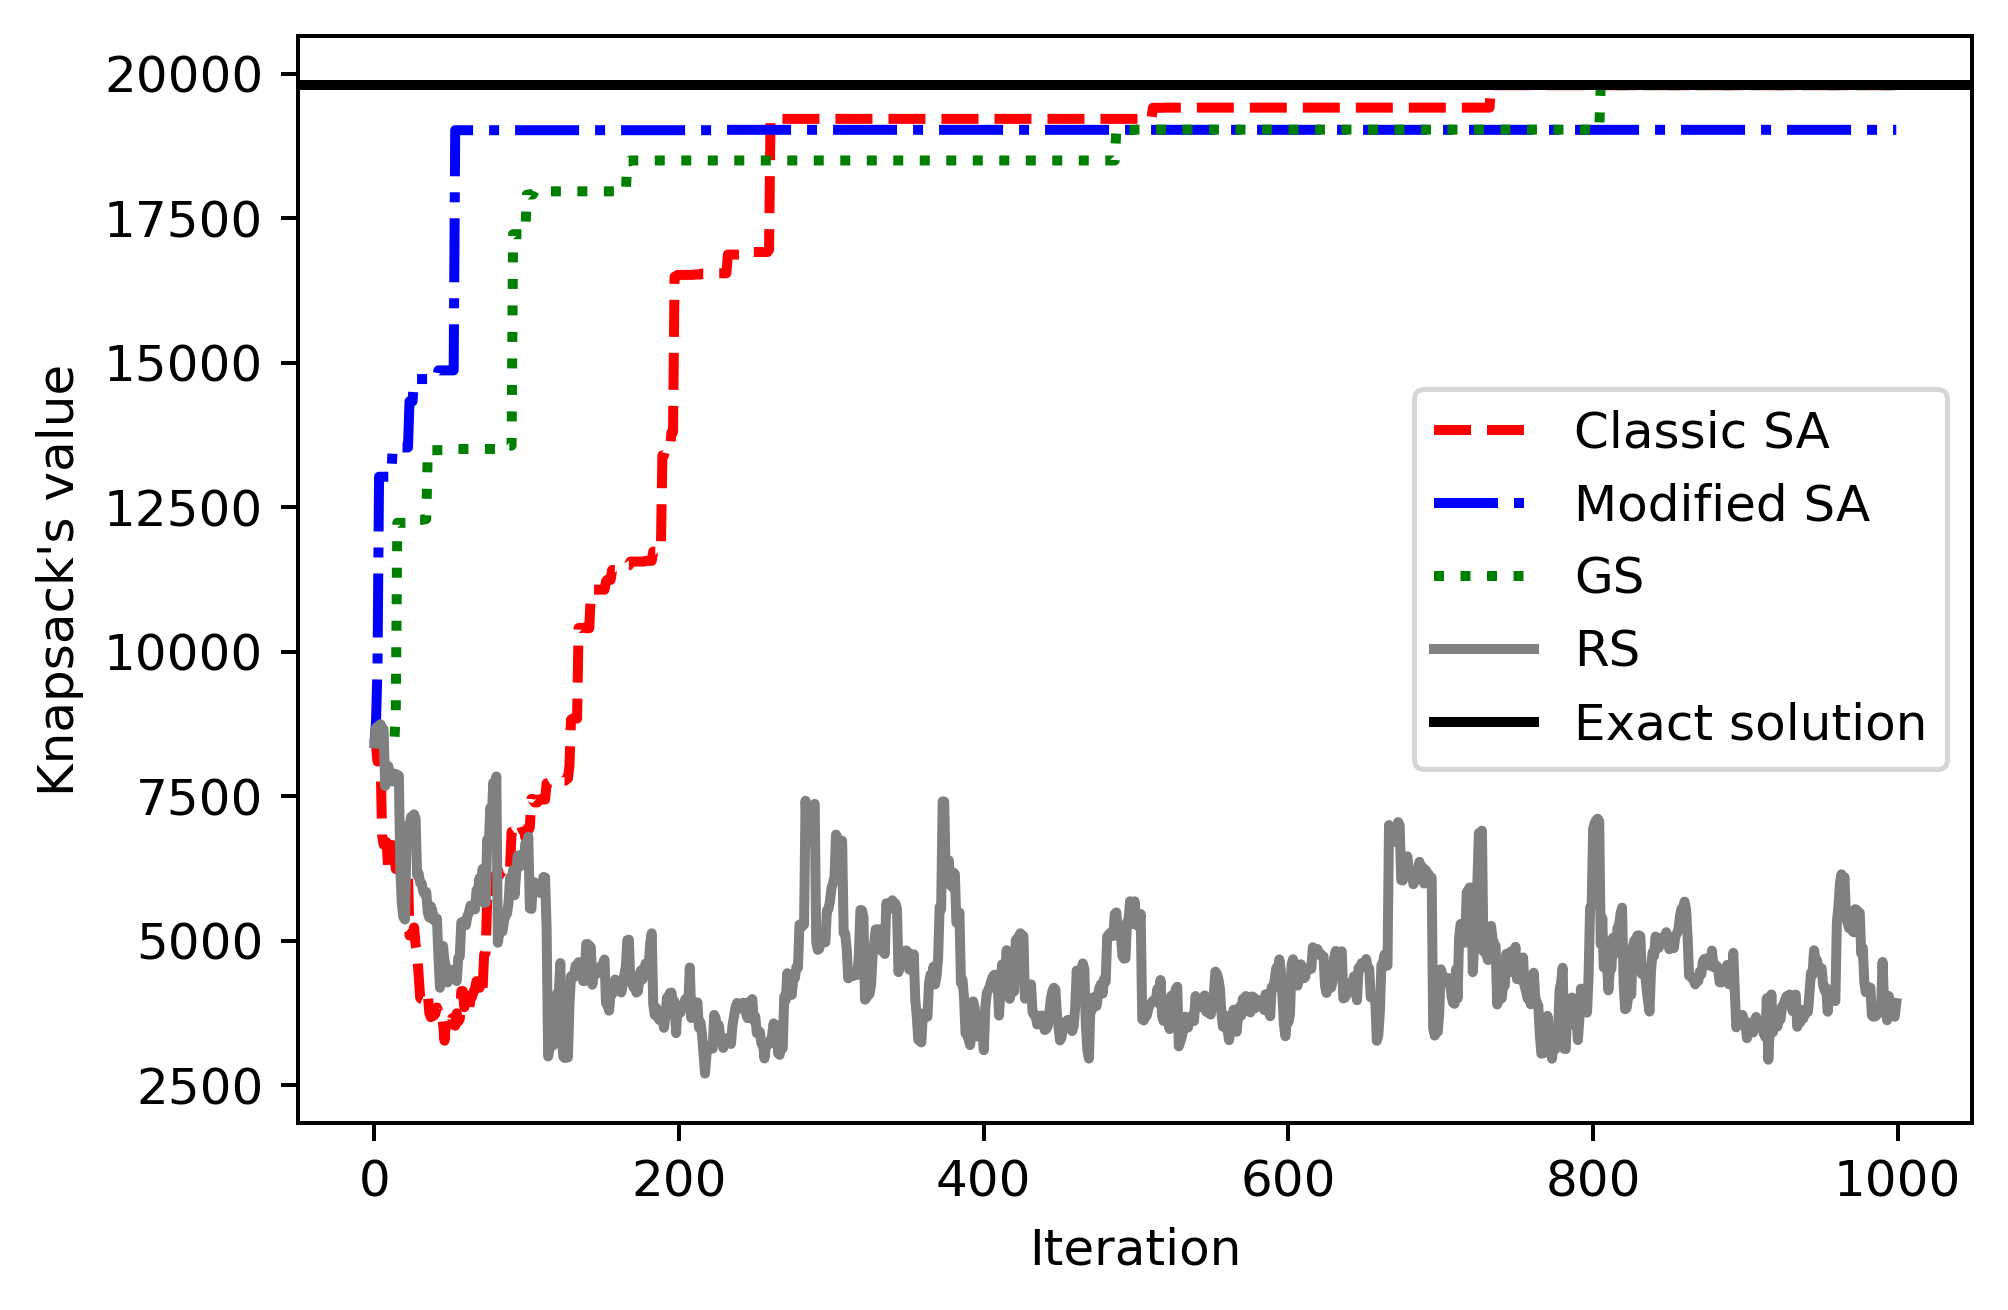 20000
17500
15000
12500
10000
7500
5000
2500
Knapsack's value
Classic SA
Modified SA
GS
RS
Exact solution
0 200 400 600 800 1000
Iteration